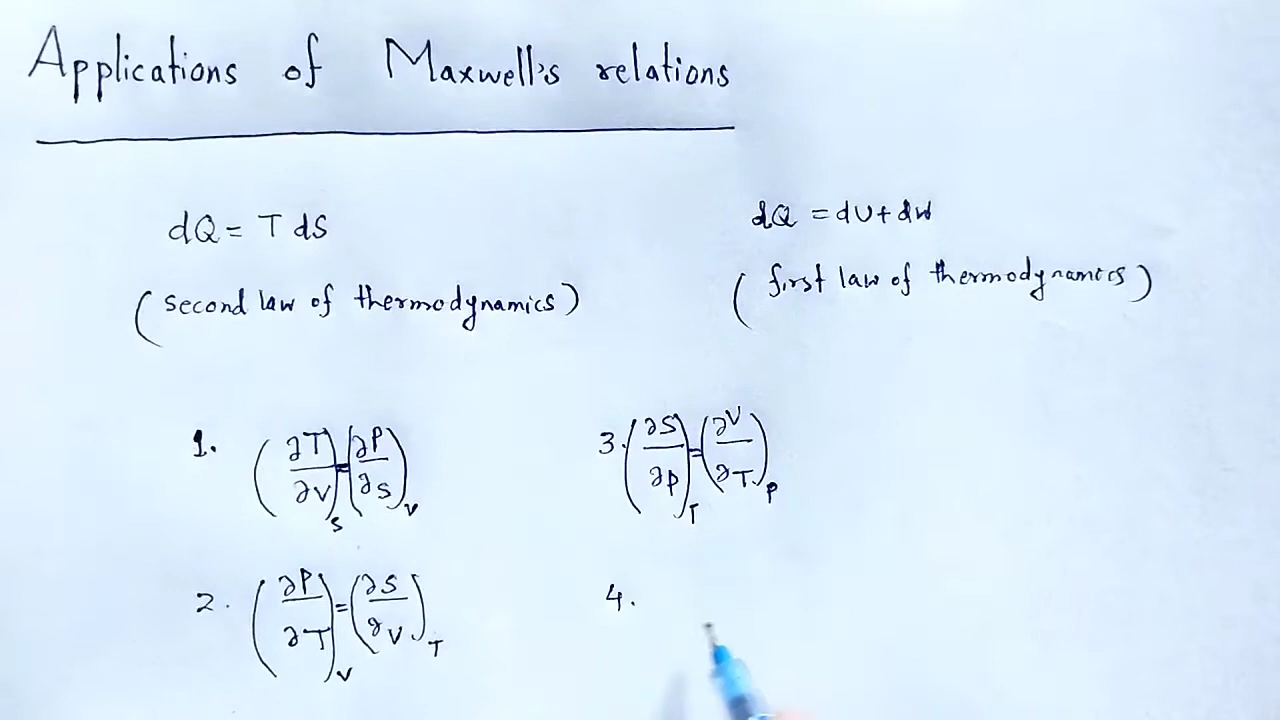 Applications of Maxwell's relations
dQ = T dS
(second law of thermodynamics)
dQ = dU + dW
(first law of thermodynamics)
1. (∂T/∂V)_S = (∂P/∂S)_V
2. (∂P/∂T)_V = (∂S/∂V)_T
3. (∂S/∂P)_T = (∂V/∂T)_P
4.